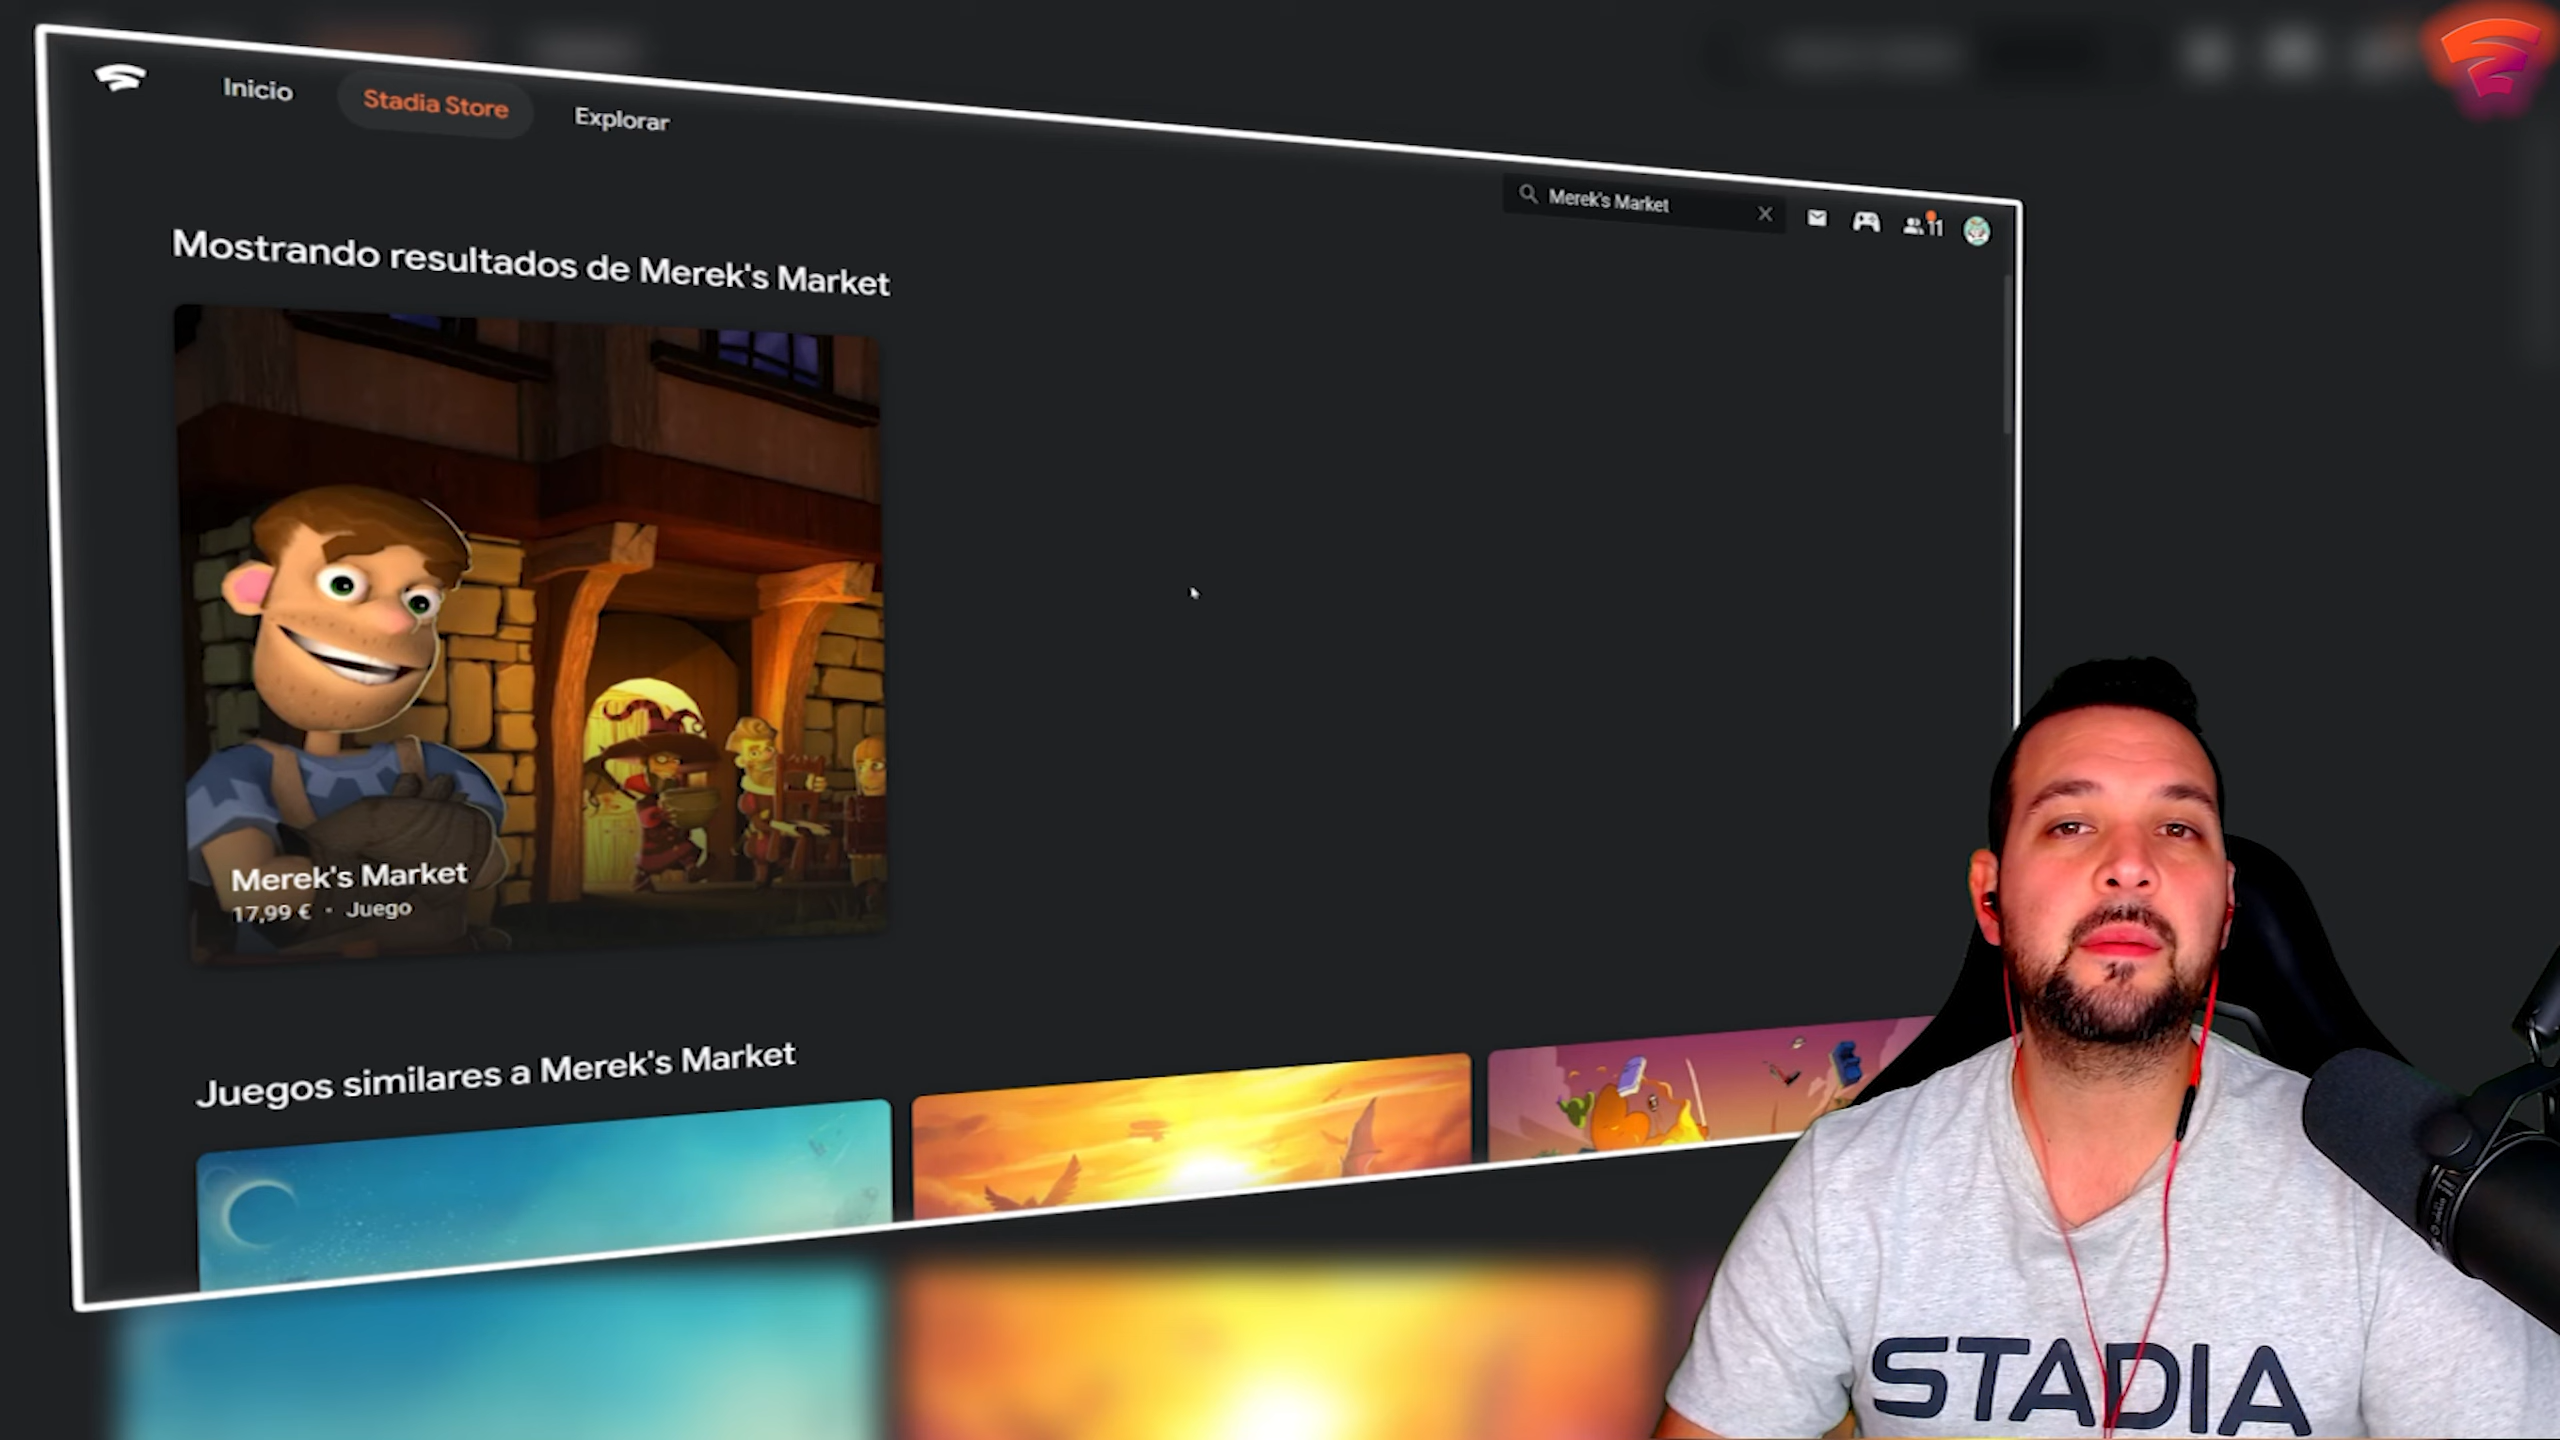 Inicio
Stadia Store
Explorar
Merek's Market
11
Mostrando resultados de Merek's Market
Merek's Market
17,99 € · Juego
Juegos similares a Merek's Market
STADIA